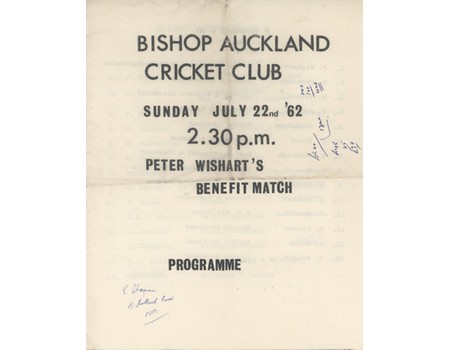 BISHOP AUCKLAND
CRICKET CLUB
SUNDAY JULY 22nd '62
2.30 p.m.
PETER WISHART'S
BENEFIT MATCH
PROGRAMME